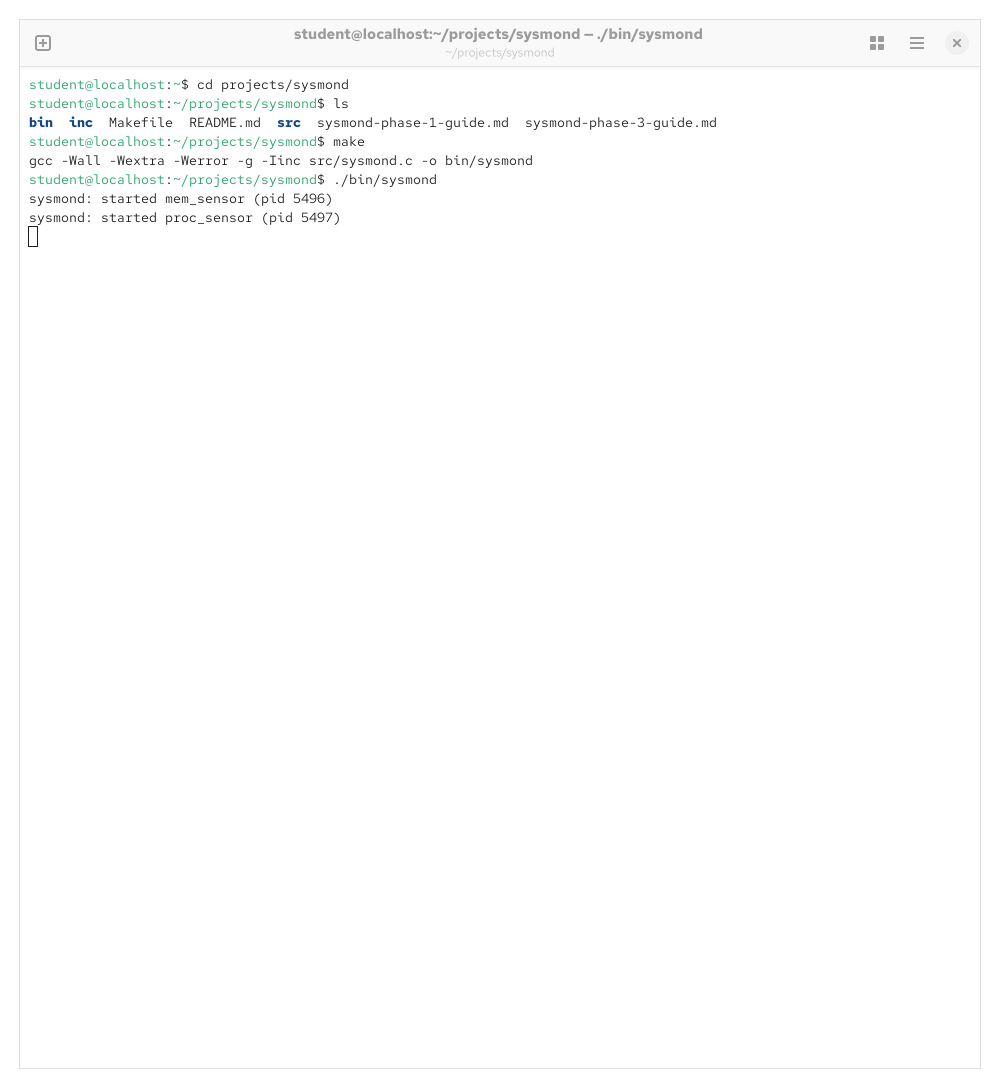 student@localhost:~/projects/sysmond — ./bin/sysmond
~/projects/sysmond
student@localhost:~$ cd projects/sysmond
student@localhost:~/projects/sysmond$ ls
bin  inc  Makefile  README.md  src  sysmond-phase-1-guide.md  sysmond-phase-3-guide.md
student@localhost:~/projects/sysmond$ make
gcc -Wall -Wextra -Werror -g -Iinc src/sysmond.c -o bin/sysmond
student@localhost:~/projects/sysmond$ ./bin/sysmond
sysmond: started mem_sensor (pid 5496)
sysmond: started proc_sensor (pid 5497)